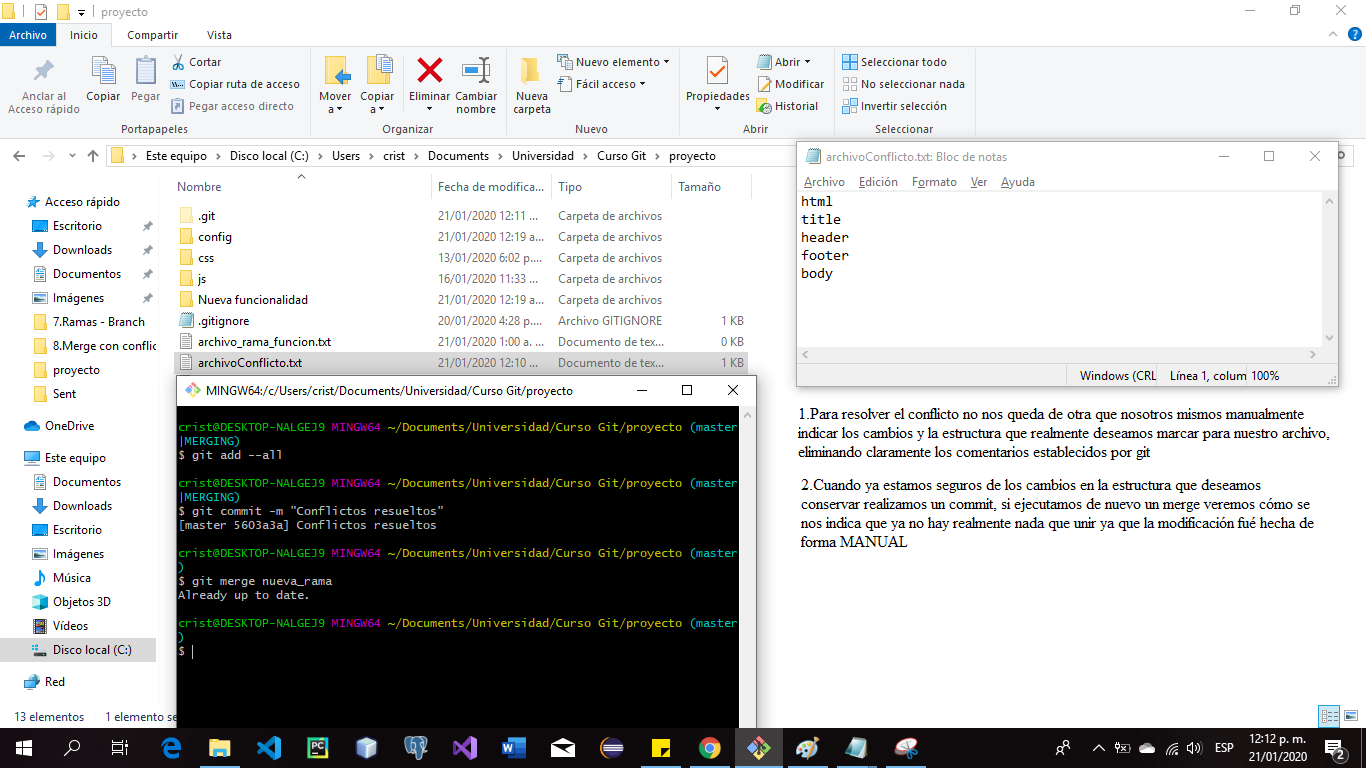 proyecto
Archivo Inicio Compartir Vista
Anclar al Acceso rápido
Copiar
Pegar
Cortar
Copiar ruta de acceso
Pegar acceso directo
Portapapeles
Mover a
Copiar a
Eliminar
Cambiar nombre
Organizar
Nueva carpeta
Nuevo elemento
Fácil acceso
Nuevo
Propiedades
Abrir
Modificar
Historial
Abrir
Seleccionar todo
No seleccionar nada
Invertir selección
Seleccionar
Este equipo > Disco local (C:) > Users > crist > Documents > Universidad > Curso Git > proyecto
Acceso rápido
Escritorio
Downloads
Documentos
Imágenes
7.Ramas - Branch
8.Merge con conflic
proyecto
Sent
OneDrive
Este equipo
Documentos
Downloads
Escritorio
Imágenes
Música
Objetos 3D
Vídeos
Disco local (C:)
Red
Nombre Fecha de modifica... Tipo Tamaño
.git 21/01/2020 12:11 ... Carpeta de archivos
config 21/01/2020 12:19 a... Carpeta de archivos
css 13/01/2020 6:02 p.... Carpeta de archivos
js 16/01/2020 11:33 ... Carpeta de archivos
Nueva funcionalidad 21/01/2020 12:19 a... Carpeta de archivos
.gitignore 20/01/2020 4:28 p.... Archivo GITIGNORE 1 KB
archivo_rama_funcion.txt 21/01/2020 1:00 a. ... Documento de tex... 0 KB
archivoConflicto.txt 21/01/2020 12:10 ... Documento de tex... 1 KB
MINGW64:/c/Users/crist/Documents/Universidad/Curso Git/proyecto
crist@DESKTOP-NALGEJ9 MINGW64 ~/Documents/Universidad/Curso Git/proyecto (master
|MERGING)
$ git add --all
crist@DESKTOP-NALGEJ9 MINGW64 ~/Documents/Universidad/Curso Git/proyecto (master
|MERGING)
$ git commit -m "Conflictos resueltos"
[master 5603a3a] Conflictos resueltos
crist@DESKTOP-NALGEJ9 MINGW64 ~/Documents/Universidad/Curso Git/proyecto (master
)
$ git merge nueva_rama
Already up to date.
crist@DESKTOP-NALGEJ9 MINGW64 ~/Documents/Universidad/Curso Git/proyecto (master
)
$
archivoConflicto.txt: Bloc de notas
Archivo Edición Formato Ver Ayuda
html
title
header
footer
body
Windows (CRL Línea 1, colum 100%
1.Para resolver el conflicto no nos queda de otra que nosotros mismos manualmente
indicar los cambios y la estructura que realmente deseamos marcar para nuestro archivo,
eliminando claramente los comentarios establecidos por git
2.Cuando ya estamos seguros de los cambios en la estructura que deseamos
conservar realizamos un commit, si ejecutamos de nuevo un merge veremos cómo se
nos indica que ya no hay realmente nada que unir ya que la modificación fué hecha de
forma MANUAL
13 elementos 1 elemento se
ESP
12:12 p. m.
21/01/2020
2